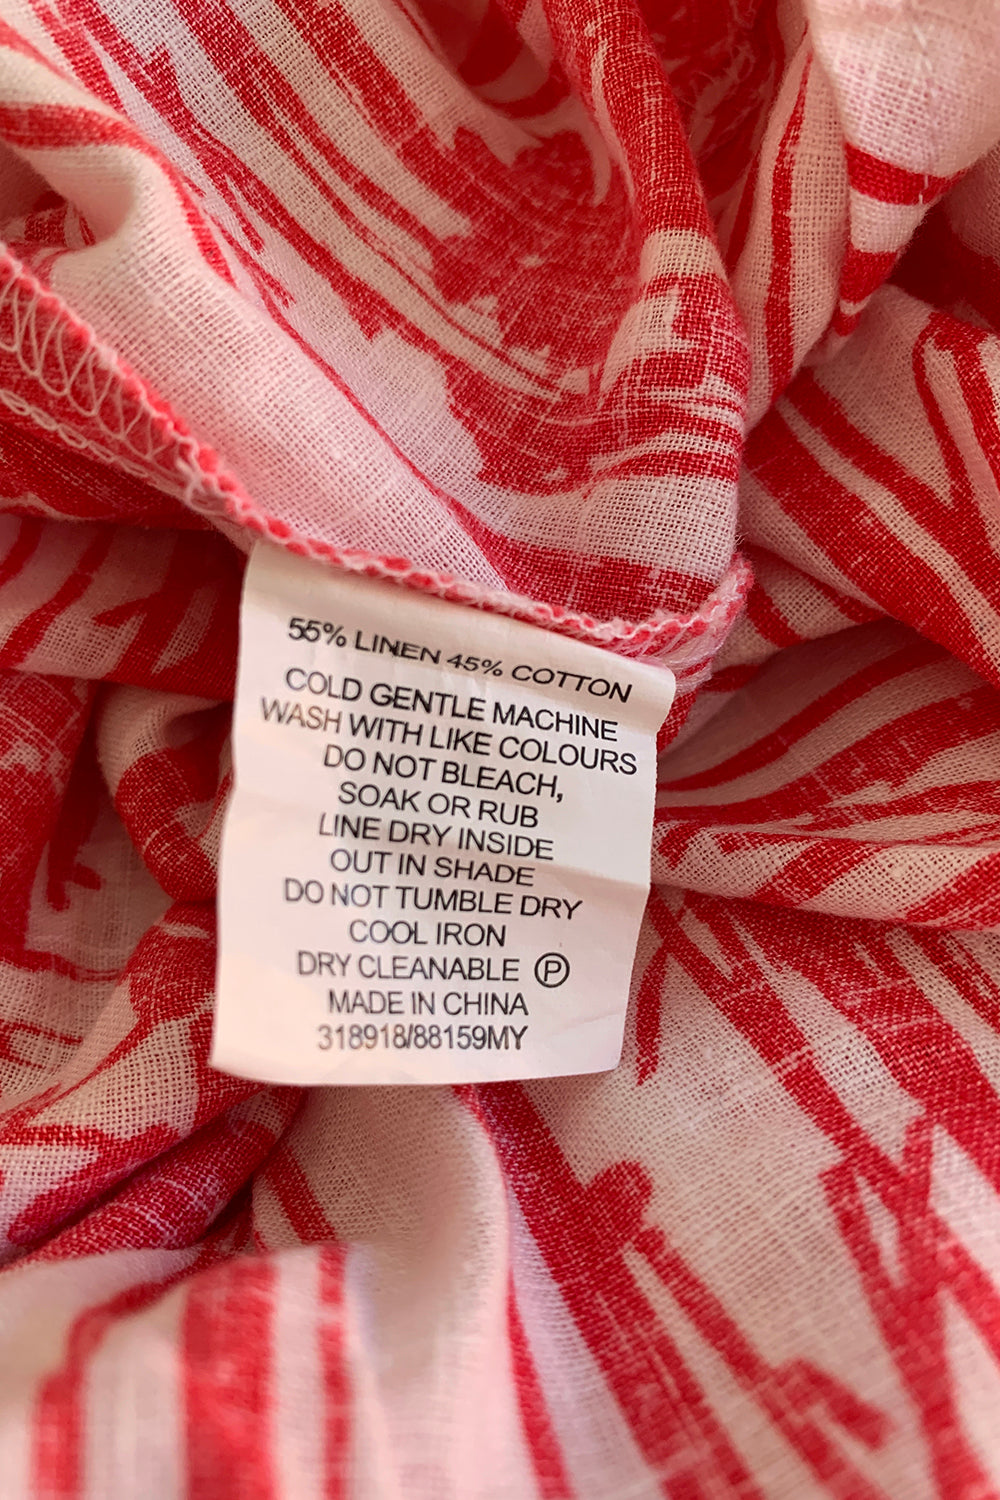 55% LINEN 45% COTTON
COLD GENTLE MACHINE
WASH WITH LIKE COLOURS
DO NOT BLEACH,
SOAK OR RUB
LINE DRY INSIDE
OUT IN SHADE
DO NOT TUMBLE DRY
COOL IRON
DRY CLEANABLE Ⓟ
MADE IN CHINA
318918/88159MY